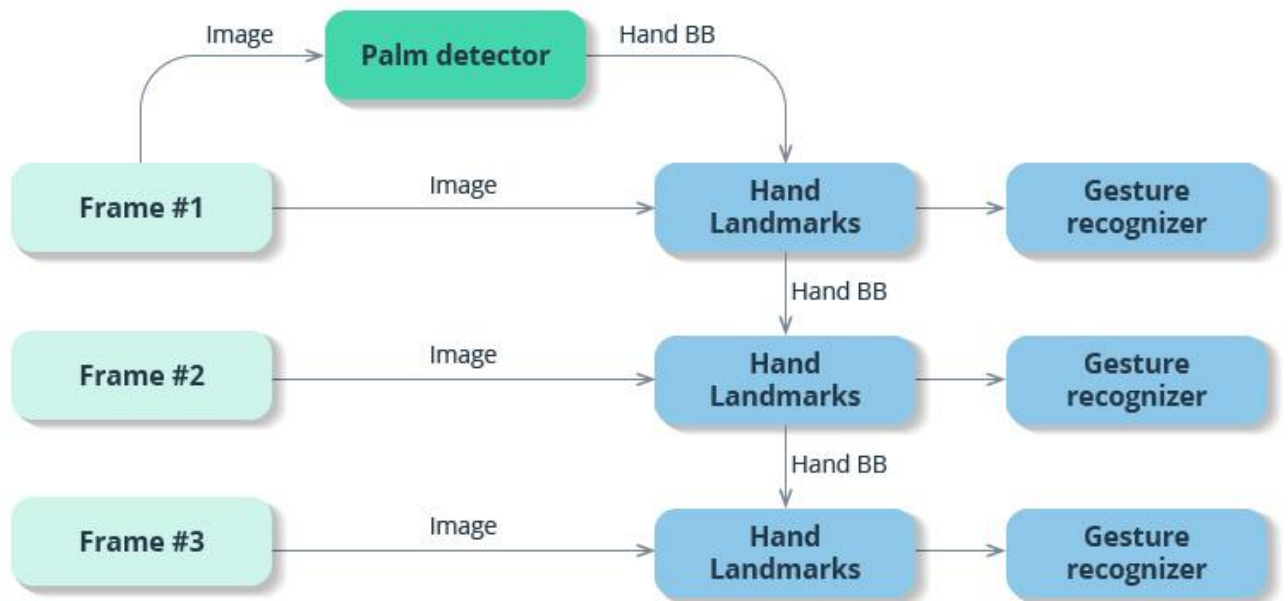 Image
Palm detector
Hand BB
Frame #1
Image
Hand
Landmarks
Gesture
recognizer
Hand BB
Frame #2
Image
Hand
Landmarks
Gesture
recognizer
Hand BB
Frame #3
Image
Hand
Landmarks
Gesture
recognizer